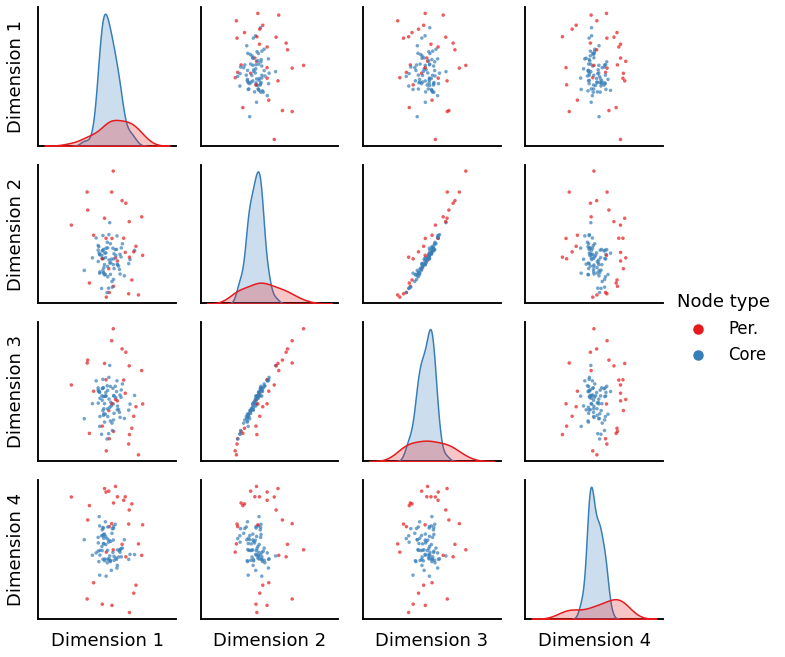 Dimension 1
Dimension 2
Node type
Per.
Core
Dimension 3
Dimension 4
Dimension 1
Dimension 2
Dimension 3
Dimension 4